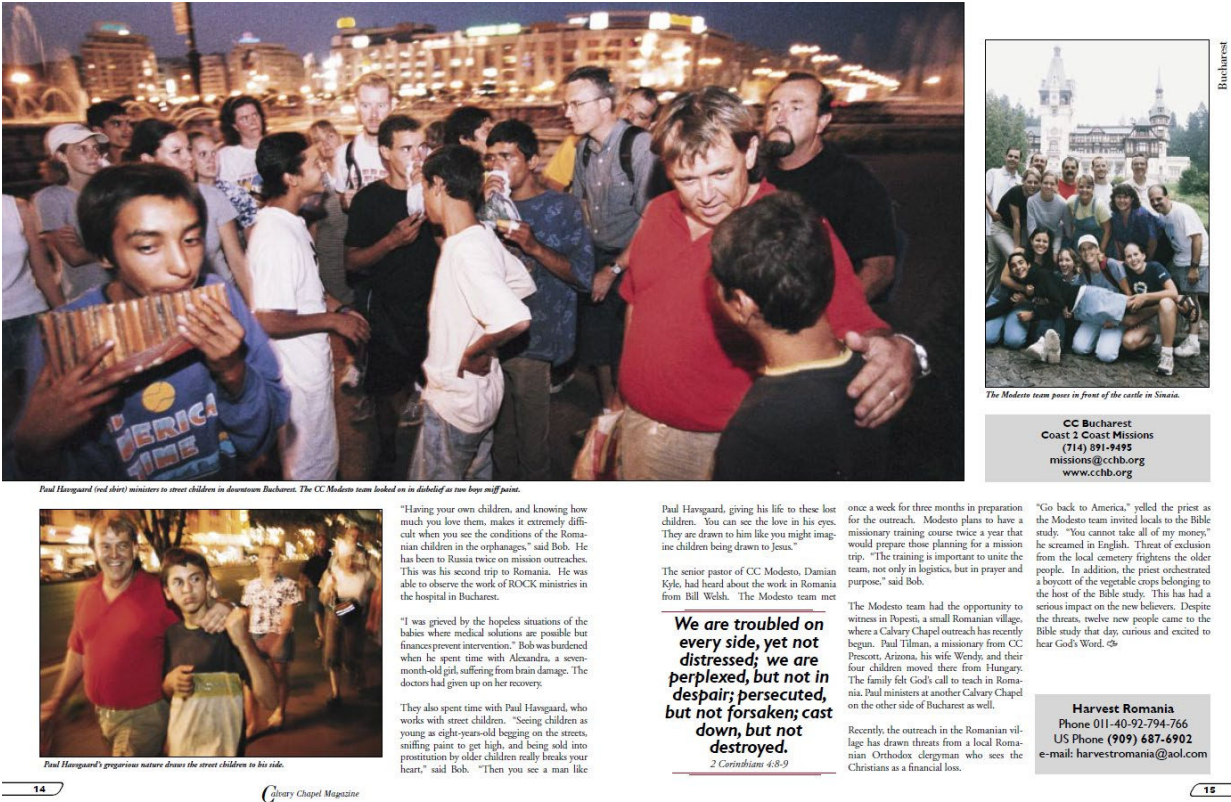 AMERICA
TIME
Paul Havsgaard (red shirt) ministers to street children in downtown Bucharest. The CC Modesto team looked on in disbelief as two boys sniff paint.
Paul Havsgaard's gregarious nature draws the street children to his side.
14
Calvary Chapel Magazine
"Having your own children, and knowing how
much you love them, makes it extremely diffi-
cult when you see the conditions of the Roma-
nian children in the orphanages," said Bob. He
has been to Russia twice on mission outreaches.
This was his second trip to Romania. He was
able to observe the work of ROCK ministries in
the hospital in Bucharest.
"I was grieved by the hopeless situations of the
babies where medical solutions are possible but
finances prevent intervention." Bob was burdened
when he spent time with Alexandra, a seven-
month-old girl, suffering from brain damage. The
doctors had given up on her recovery.
They also spent time with Paul Havsgaard, who
works with street children. "Seeing children as
young as eight-years-old begging on the streets,
sniffing paint to get high, and being sold into
prostitution by older children really breaks your
heart," said Bob. "Then you see a man like
Paul Havsgaard, giving his life to these lost
children. You can see the love in his eyes.
They are drawn to him like you might imag-
ine children being drawn to Jesus."
The senior pastor of CC Modesto, Damian
Kyle, had heard about the work in Romania
from Bill Welsh. The Modesto team met
We are troubled on
every side, yet not
distressed; we are
perplexed, but not in
despair; persecuted,
but not forsaken; cast
down, but not
destroyed.
2 Corinthians 4:8-9
once a week for three months in preparation
for the outreach. Modesto plans to have a
missionary training course twice a year that
would prepare those planning for a mission
trip. "The training is important to unite the
team, not only in logistics, but in prayer and
purpose," said Bob.
The Modesto team had the opportunity to
witness in Popesti, a small Romanian village,
where a Calvary Chapel outreach has recently
begun. Paul Tilman, a missionary from CC
Prescott, Arizona, his wife Wendy, and their
four children moved there from Hungary.
The family felt God's call to teach in Roma-
nia. Paul ministers at another Calvary Chapel
on the other side of Bucharest as well.
Recently, the outreach in the Romanian vil-
lage has drawn threats from a local Roma-
nian Orthodox clergyman who sees the
Christians as a financial loss.
Bucharest
The Modesto team poses in front of the castle in Sinaia.
CC Bucharest
Coast 2 Coast Missions
(714) 891-9495
missions@cchb.org
www.cchb.org
"Go back to America," yelled the priest as
the Modesto team invited locals to the Bible
study. "You cannot take all of my money,"
he screamed in English. Threat of exclusion
from the local cemetery frightens the older
people. In addition, the priest orchestrated
a boycott of the vegetable crops belonging to
the host of the Bible study. This has had a
serious impact on the new believers. Despite
the threats, twelve new people came to the
Bible study that day, curious and excited to
hear God's Word.
Harvest Romania
Phone 011-40-92-794-766
US Phone (909) 687-6902
e-mail: harvestromania@aol.com
15